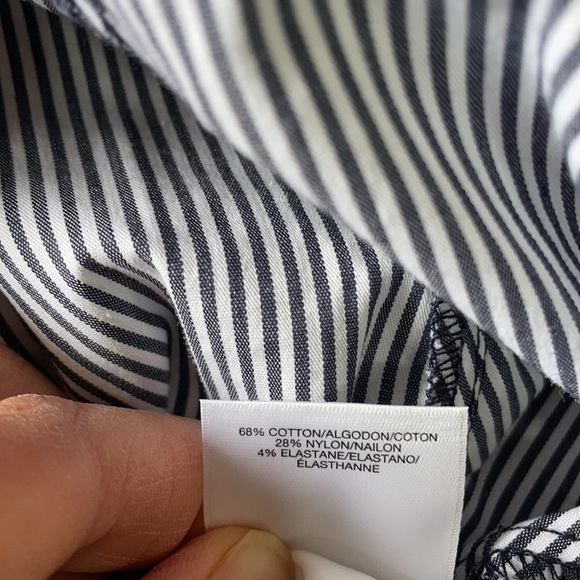 68% COTTON/ALGODON/COTON
28% NYLON/NAILON
4% ELASTANE/ELASTANO/
ÉLASTHANNE